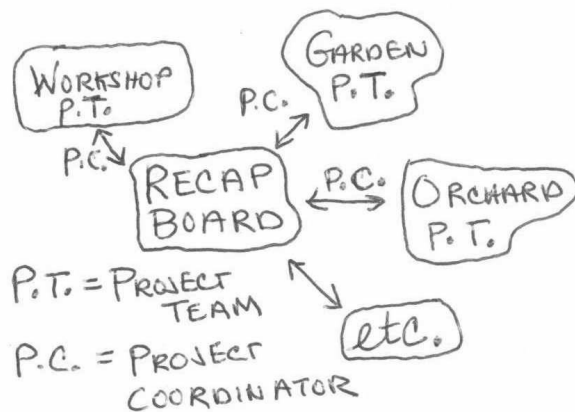 WORKSHOP
P.T.
GARDEN
P.T.
P.C.
P.C.
RECAP
BOARD
P.C.
ORCHARD
P.T.
P.T. = PROJECT
TEAM
etc.
P.C. = PROJECT
COORDINATOR